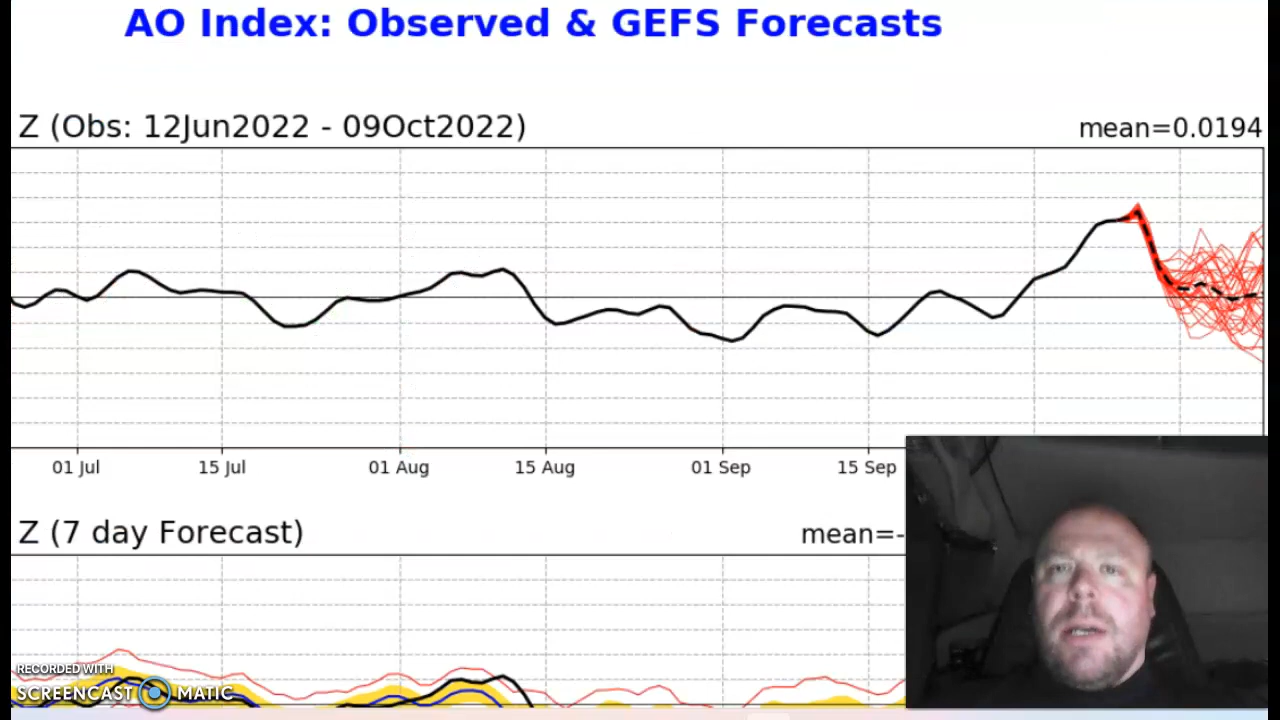 AO Index: Observed & GEFS Forecasts
Z (Obs: 12Jun2022 - 09Oct2022)
mean=0.0194
01 Jul
15 Jul
01 Aug
15 Aug
01 Sep
15 Sep
Z (7 day Forecast)
mean=-
RECORDED WITH
SCREENCAST MATIC